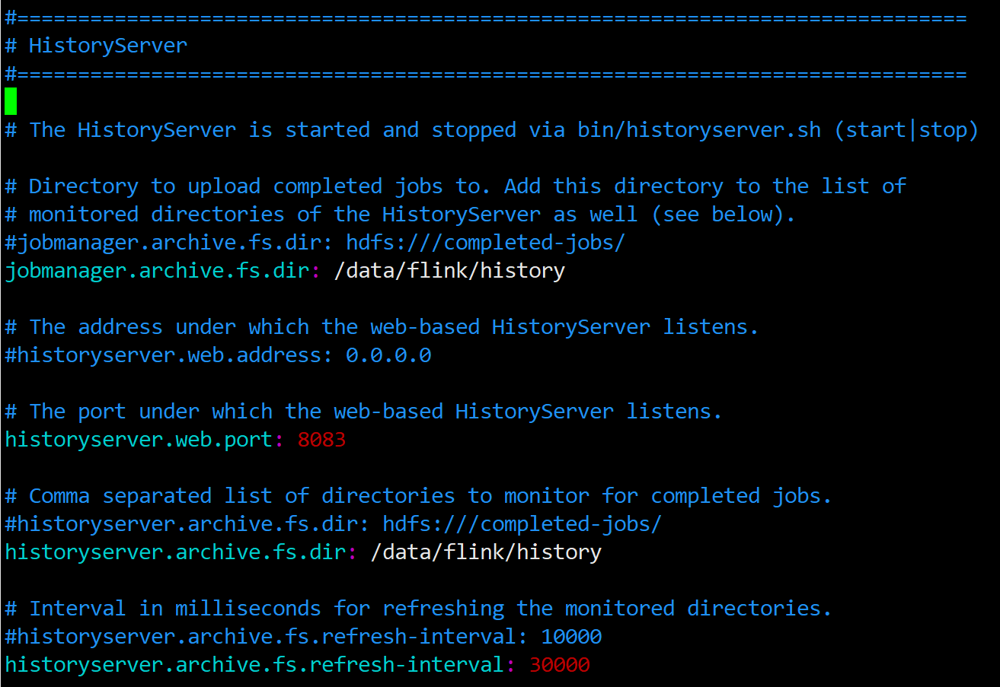 #==============================================================================
# HistoryServer
#==============================================================================
# The HistoryServer is started and stopped via bin/historyserver.sh (start|stop)
# Directory to upload completed jobs to. Add this directory to the list of
# monitored directories of the HistoryServer as well (see below).
#jobmanager.archive.fs.dir: hdfs:///completed-jobs/
jobmanager.archive.fs.dir: /data/flink/history
# The address under which the web-based HistoryServer listens.
#historyserver.web.address: 0.0.0.0
# The port under which the web-based HistoryServer listens.
historyserver.web.port: 8083
# Comma separated list of directories to monitor for completed jobs.
#historyserver.archive.fs.dir: hdfs:///completed-jobs/
historyserver.archive.fs.dir: /data/flink/history
# Interval in milliseconds for refreshing the monitored directories.
#historyserver.archive.fs.refresh-interval: 10000
historyserver.archive.fs.refresh-interval: 30000